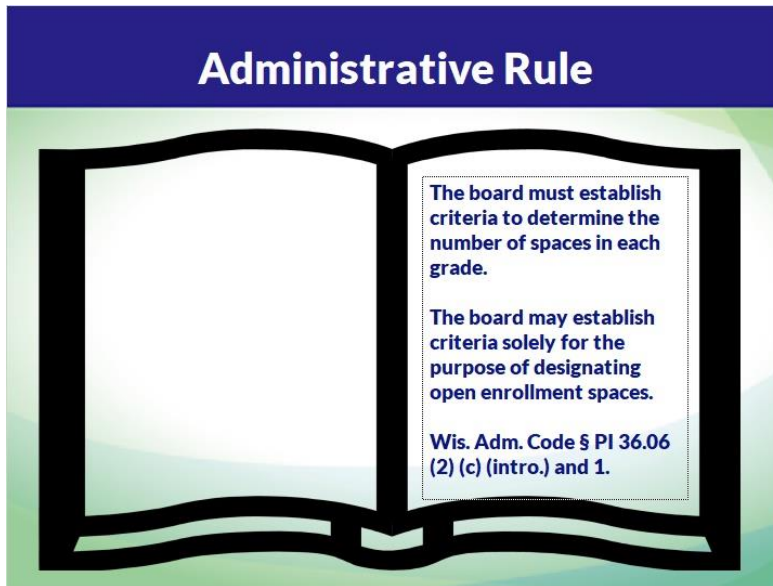 Administrative Rule
The board must establish
criteria to determine the
number of spaces in each
grade.
The board may establish
criteria solely for the
purpose of designating
open enrollment spaces.
Wis. Adm. Code § PI 36.06
(2) (c) (intro.) and 1.